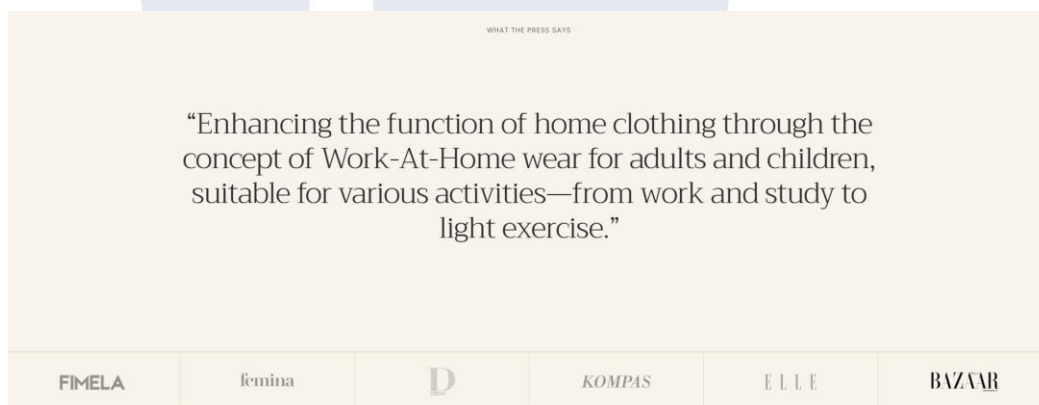 WHAT THE PRESS SAYS
“Enhancing the function of home clothing through the
concept of Work-At-Home wear for adults and children,
suitable for various activities—from work and study to
light exercise.”
FIMELA
femina
D
KOMPAS
ELLE
BAZAAR